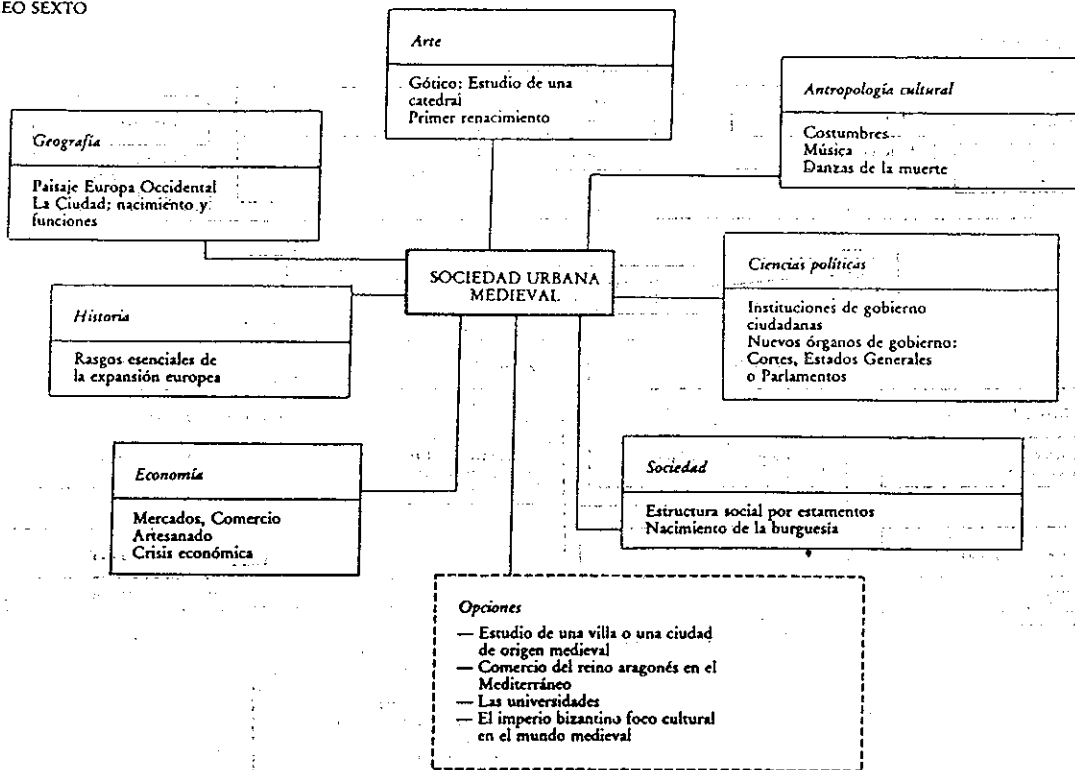 EO SEXTO
Arte
Gótico: Estudio de una
catedral
Primer renacimiento
Antropología cultural
Costumbres
Música
Danzas de la muerte
Geografía
Paisaje Europa Occidental
La Ciudad; nacimiento y
funciones
SOCIEDAD URBANA
MEDIEVAL
Ciencias políticas
Instituciones de gobierno
ciudadanas
Nuevos órganos de gobierno:
Cortes, Estados Generales
o Parlamentos
Historia
Rasgos esenciales de
la expansión europea
Economía
Mercados, Comercio
Artesanado
Crisis económica
Sociedad
Estructura social por estamentos
Nacimiento de la burguesía
Opciones
— Estudio de una villa o una ciudad
de origen medieval
— Comercio del reino aragonés en el
Mediterráneo
— Las universidades
— El imperio bizantino foco cultural
en el mundo medieval